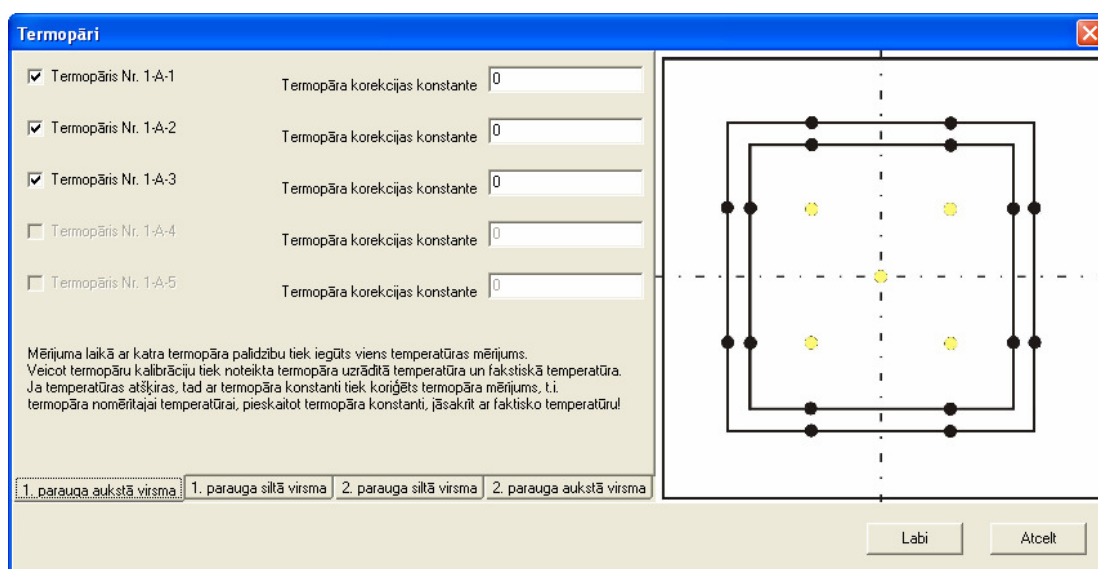 Termopāri
Termopāris Nr. 1-A-1
Termopāra korekcijas konstante 0
Termopāris Nr. 1-A-2
Termopāra korekcijas konstante 0
Termopāris Nr. 1-A-3
Termopāra korekcijas konstante 0
Termopāris Nr. 1-A-4
Termopāra korekcijas konstante 0
Termopāris Nr. 1-A-5
Termopāra korekcijas konstante 0
Mērījuma laikā ar katra termopāra palīdzību tiek iegūts viens temperatūras mērījums.
Veicot termopāru kalibrāciju tiek noteikta termopāra uzrādītā temperatūra un fakstiskā temperatūra.
Ja temperatūras atšķiras, tad ar termopāra konstanti tiek koriģēts termopāra mērījums, t.i.
termopāra nomērītajai temperatūrai, pieskaitot termopāra konstanti, jāsakrīt ar faktisko temperatūru!
1. parauga aukstā virsma 1. parauga siltā virsma 2. parauga siltā virsma 2. parauga aukstā virsma
Labi Atcelt